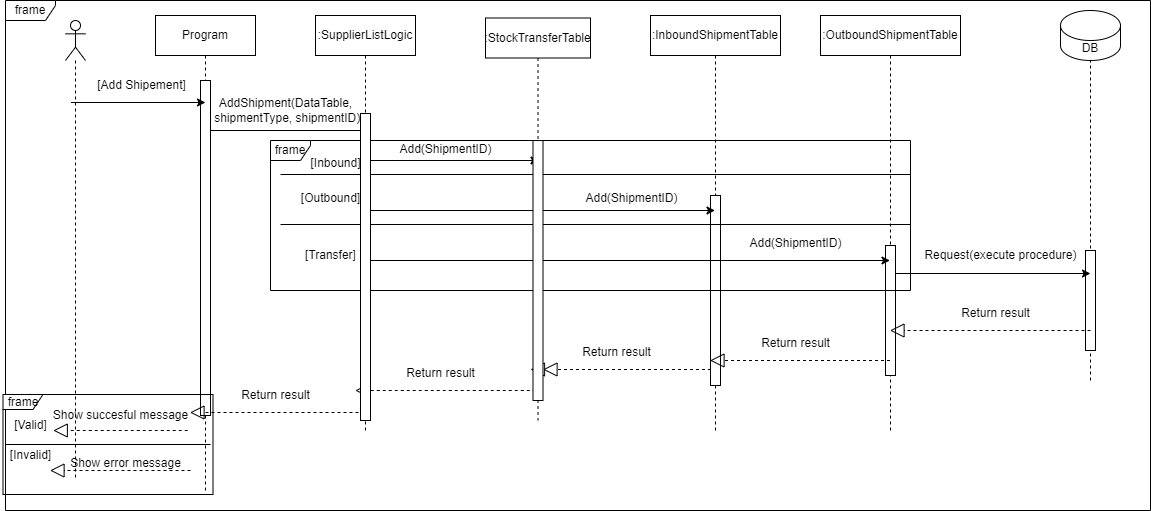 frame
Program
:SupplierListLogic
:StockTransferTable
:InboundShipmentTable
:OutboundShipmentTable
DB
[Add Shipement]
AddShipment(DataTable,
shipmentType, shipmentID)
frame
Add(ShipmentID)
[Inbound]
[Outbound]
Add(ShipmentID)
Add(ShipmentID)
[Transfer]
Request(execute procedure)
Return result
Return result
Return result
Return result
Return result
frame
Show succesful message
[Valid]
[Invalid]
Show error message